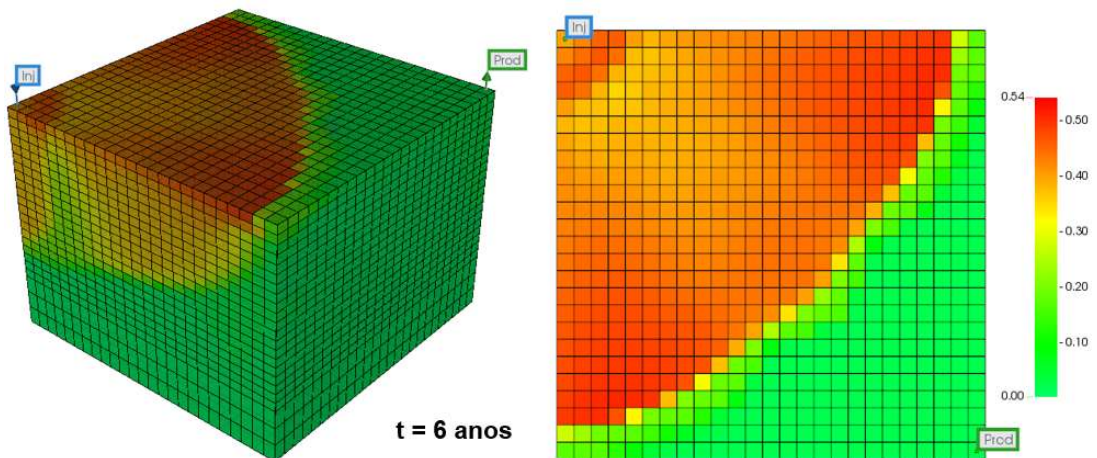 Inj
Prod
t = 6 anos
Inj
Prod
0.54
- 0.50
- 0.40
- 0.30
- 0.20
- 0.10
0.00